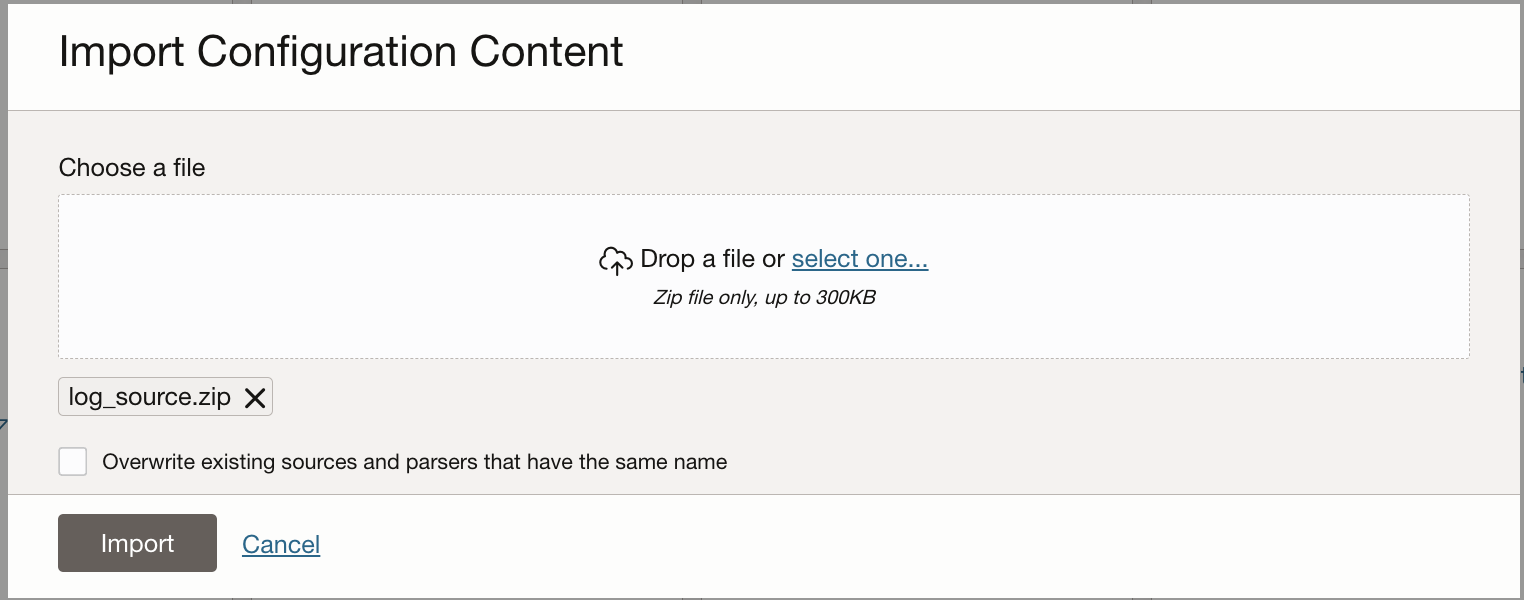 Import Configuration Content
Choose a file
Drop a file or select one...
Zip file only, up to 300KB
log_source.zip
Overwrite existing sources and parsers that have the same name
Import Cancel